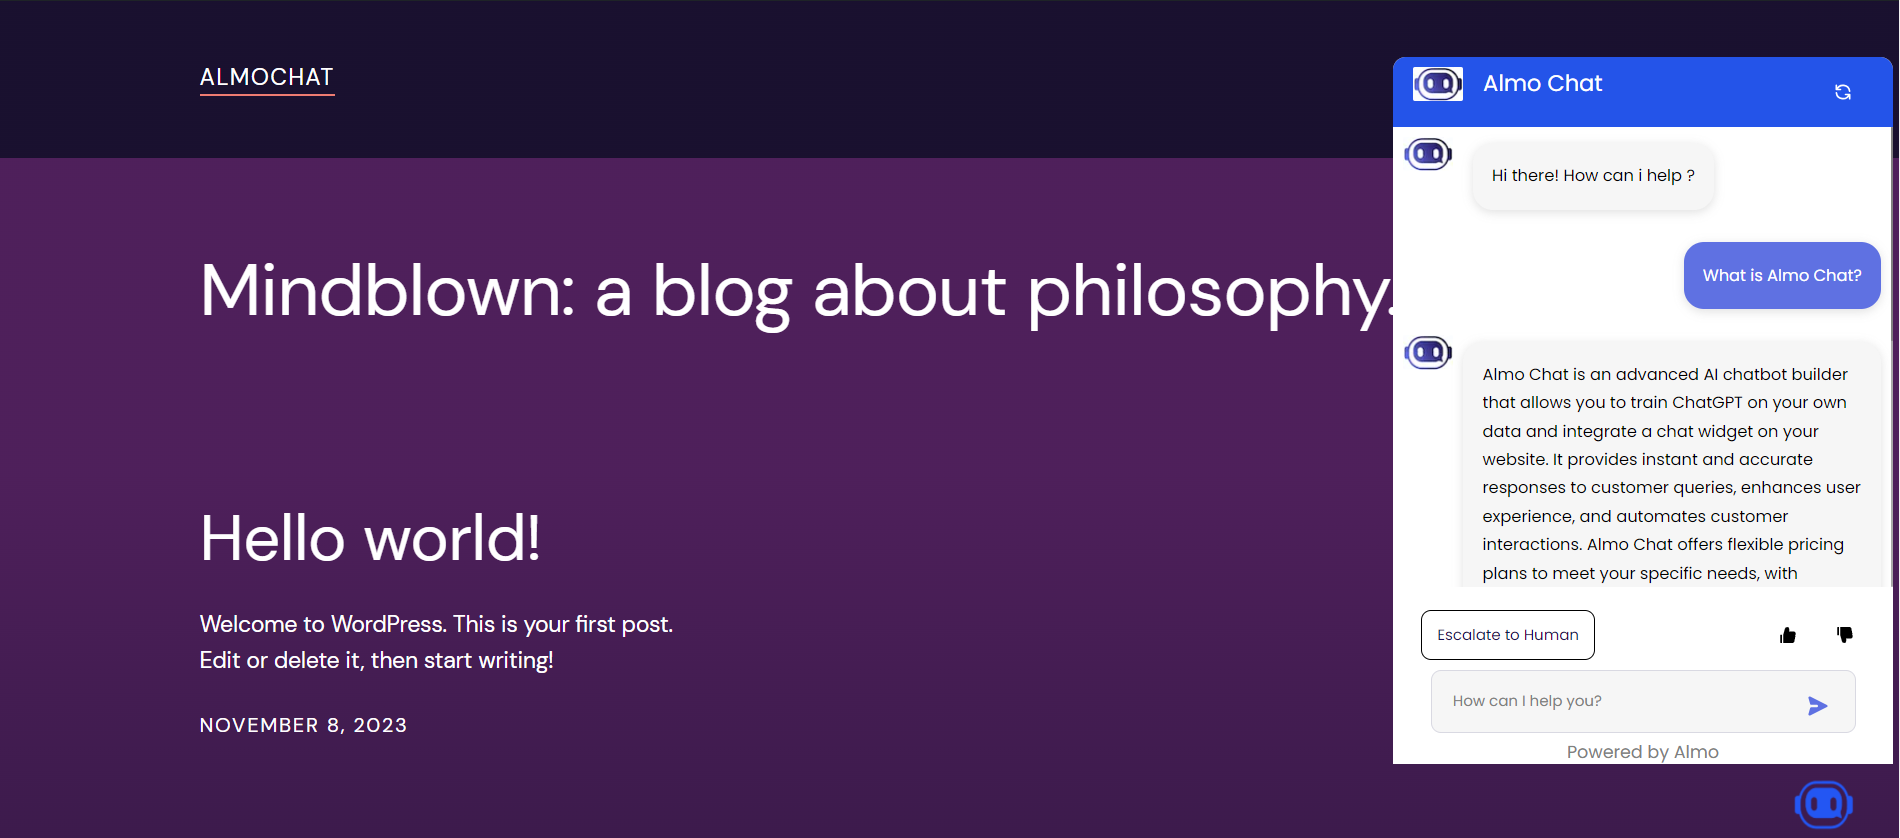 ALMOCHAT
Mindblown: a blog about philosophy.
Hello world!
Welcome to WordPress. This is your first post.
Edit or delete it, then start writing!
NOVEMBER 8, 2023
Almo Chat
Hi there! How can i help ?
What is Almo Chat?
Almo Chat is an advanced AI chatbot builder
that allows you to train ChatGPT on your own
data and integrate a chat widget on your
website. It provides instant and accurate
responses to customer queries, enhances user
experience, and automates customer
interactions. Almo Chat offers flexible pricing
plans to meet your specific needs, with
Escalate to Human
How can I help you?
Powered by Almo